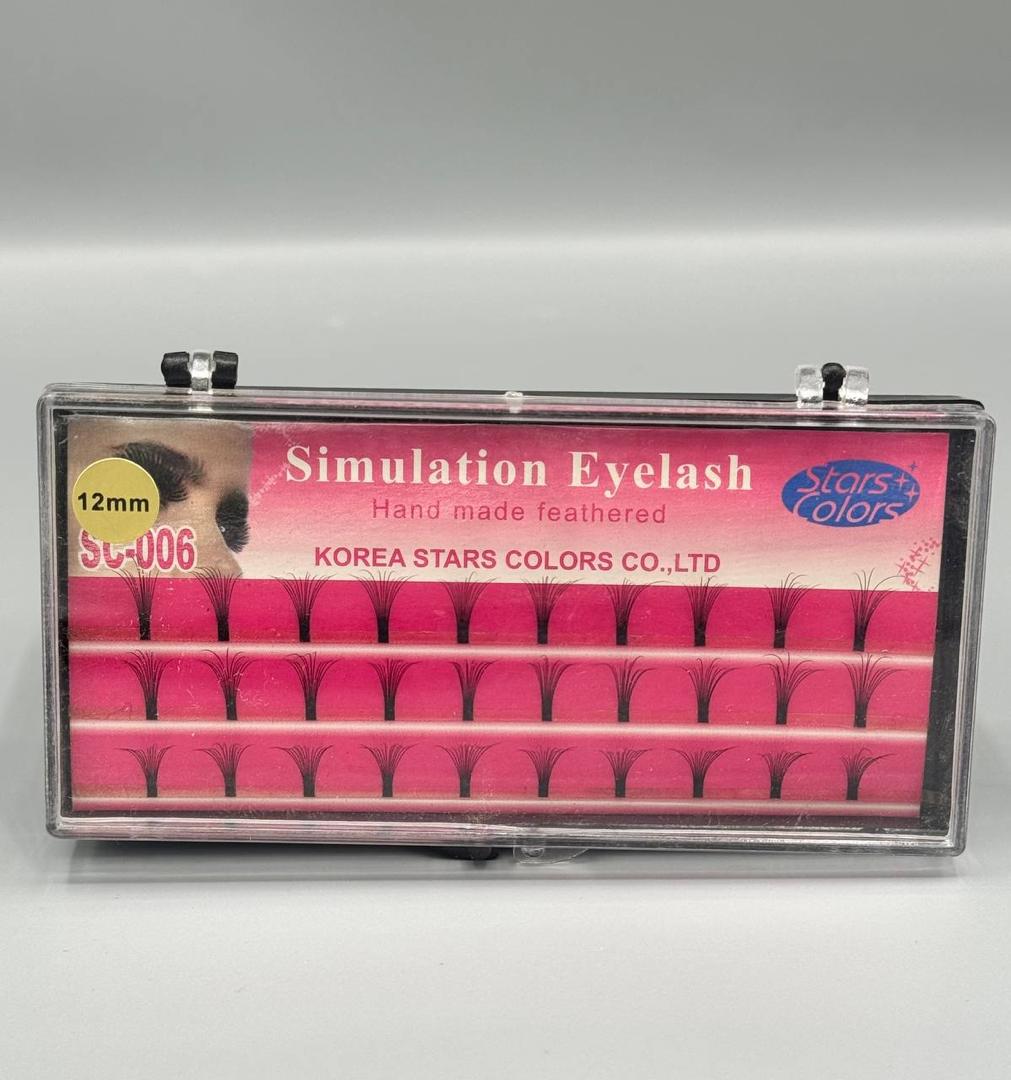 Simulation Eyelash
Hand made feathered
KOREA STARS COLORS CO.,LTD
Stars
Colors
12mm
SC-006